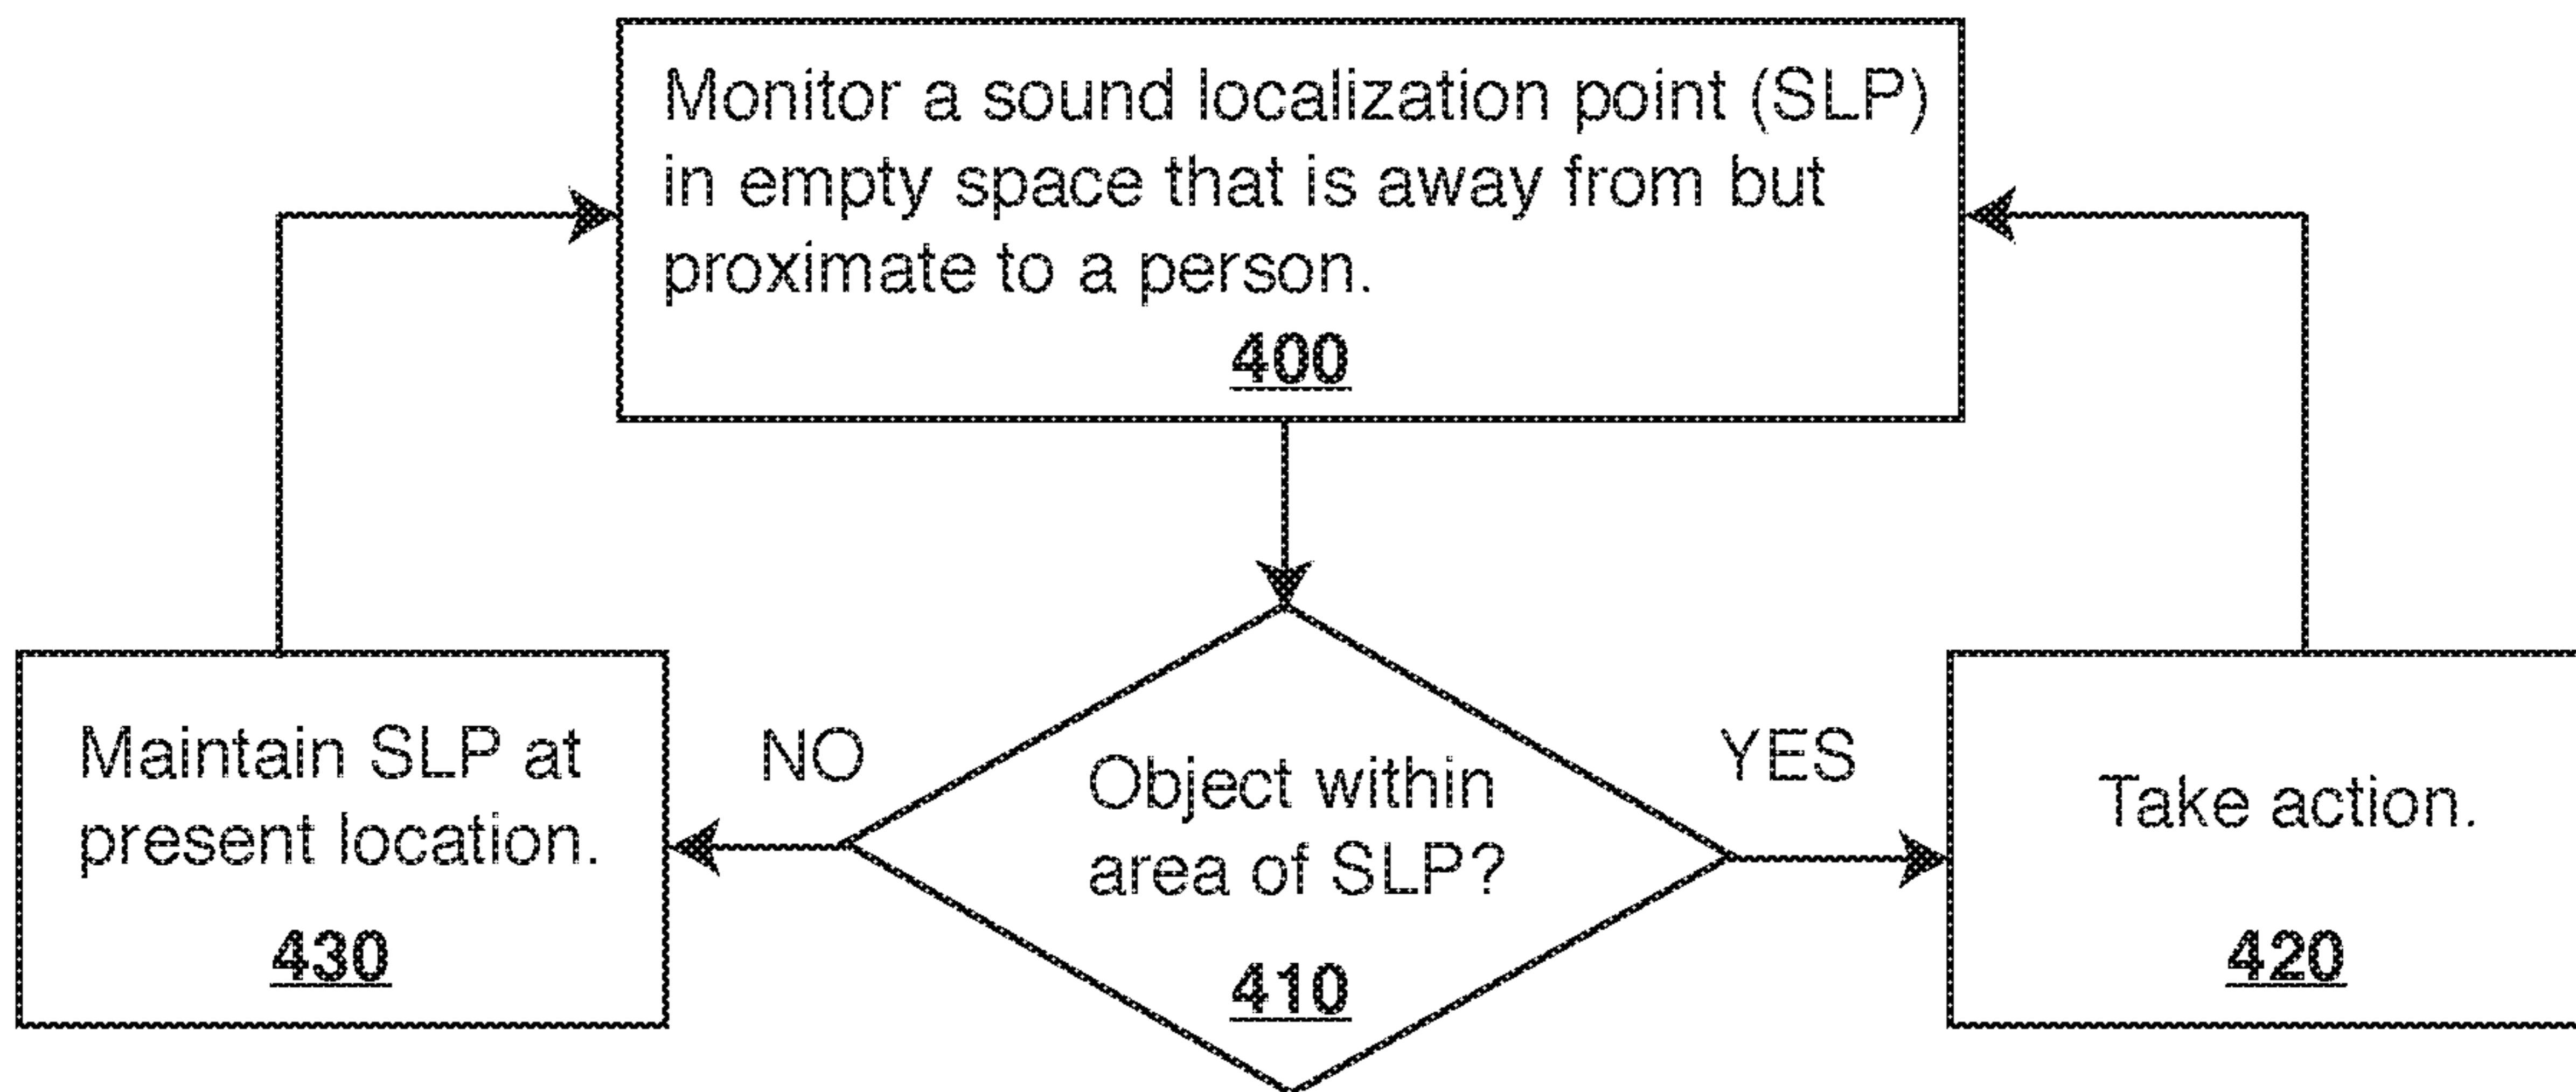 Monitor a sound localization point (SLP)
in empty space that is away from but
proximate to a person.
400
Maintain SLP at
present location.
430
NO
Object within
area of SLP?
410
YES
Take action.
420